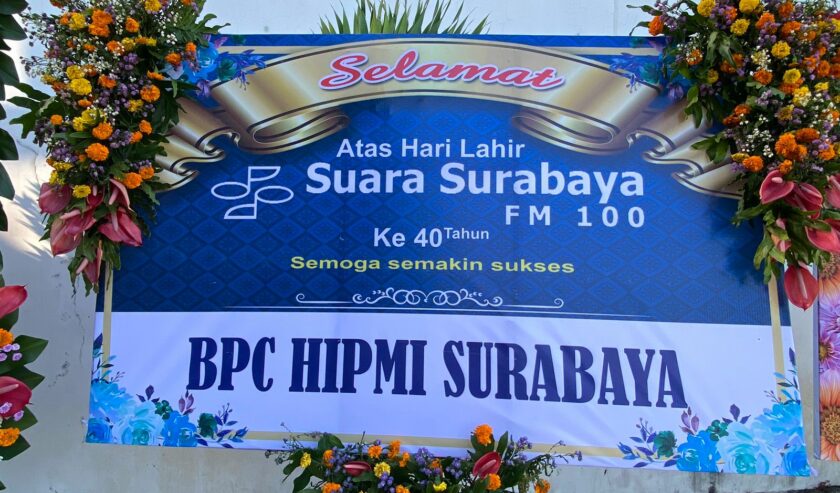 Selamat
Atas Hari Lahir
Suara Surabaya
FM 100
Ke 40 Tahun
Semoga semakin sukses
BPC HIPMI SURABAYA